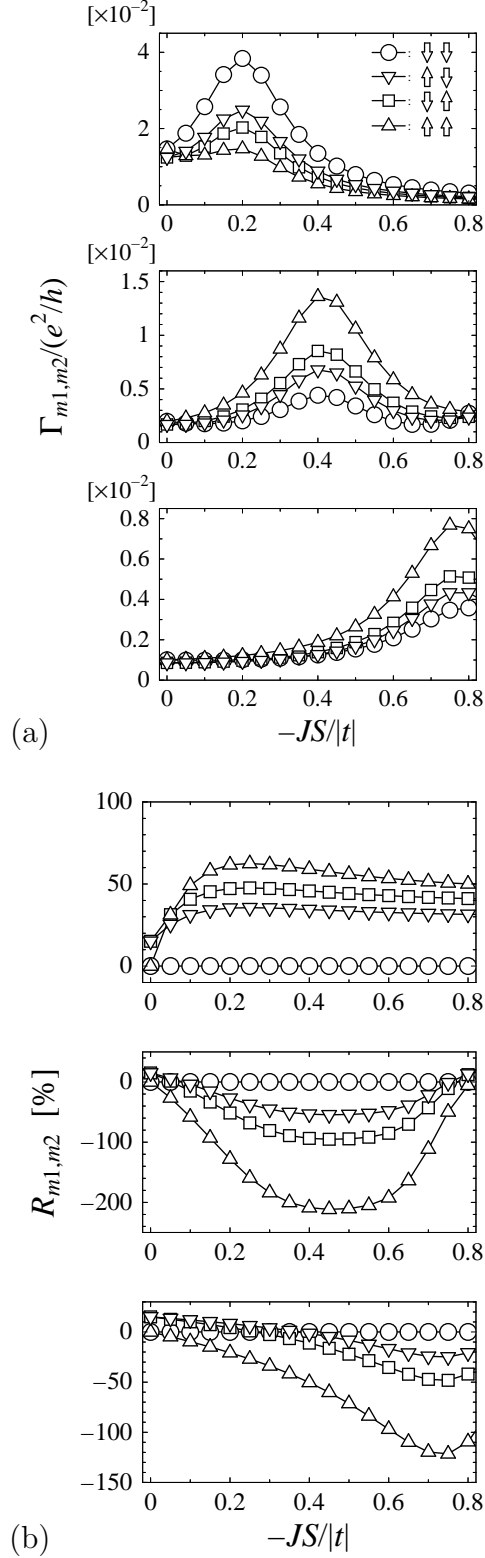 [×10⁻²]
4
2
0
0 0.2 0.4 0.6 0.8
: ⇩ ⇩
: ⇧ ⇩
: ⇩ ⇧
: ⇧ ⇧
[×10⁻²]
1.5
1
0.5
0
0 0.2 0.4 0.6 0.8
Γm1,m2/(e²/h)
[×10⁻²]
0.8
0.6
0.4
0.2
0
0 0.2 0.4 0.6 0.8
(a) –JS/|t|
100
50
0
0 0.2 0.4 0.6 0.8
0
–100
–200
0 0.2 0.4 0.6 0.8
Rm1,m2 [%]
0
–50
–100
–150
0 0.2 0.4 0.6 0.8
(b) –JS/|t|